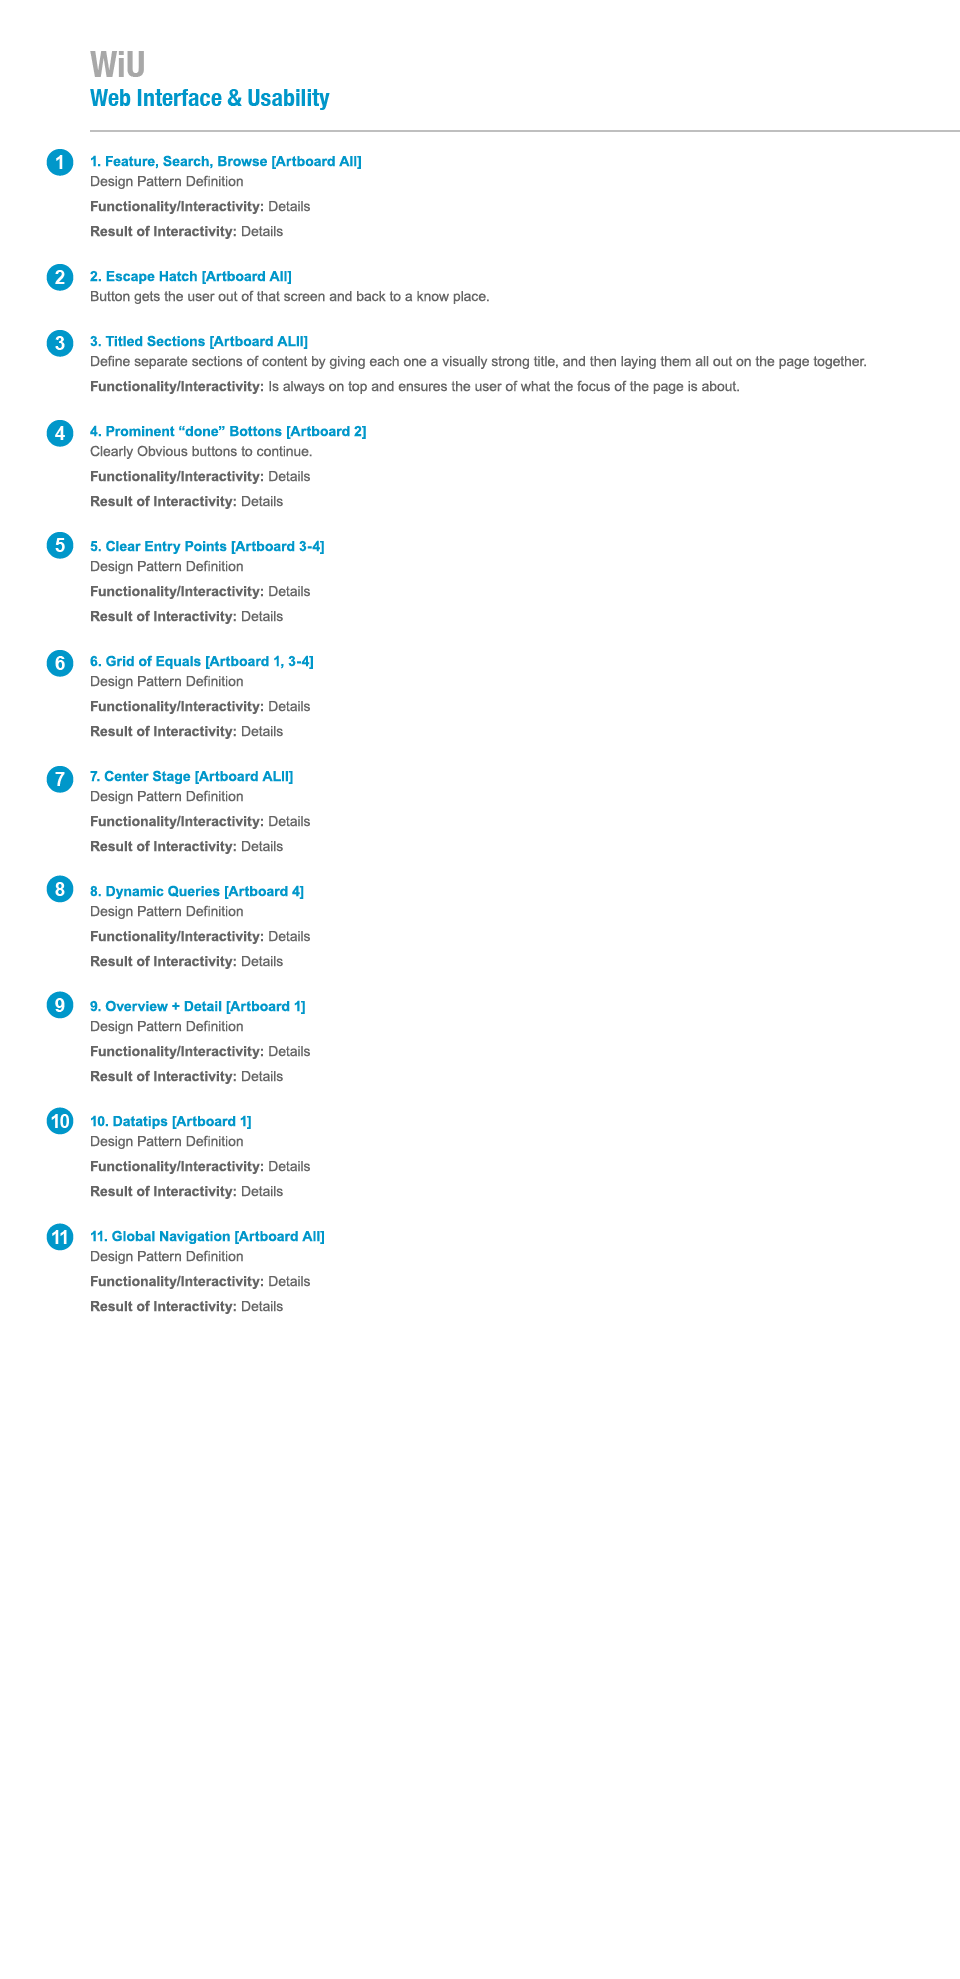 WiU
Web Interface & Usability
1
1. Feature, Search, Browse [Artboard All]
Design Pattern Definition
Functionality/Interactivity: Details
Result of Interactivity: Details
2
2. Escape Hatch [Artboard All]
Button gets the user out of that screen and back to a know place.
3
3. Titled Sections [Artboard ALll]
Define separate sections of content by giving each one a visually strong title, and then laying them all out on the page together.
Functionality/Interactivity: Is always on top and ensures the user of what the focus of the page is about.
4
4. Prominent “done” Bottons [Artboard 2]
Clearly Obvious buttons to continue.
Functionality/Interactivity: Details
Result of Interactivity: Details
5
5. Clear Entry Points [Artboard 3-4]
Design Pattern Definition
Functionality/Interactivity: Details
Result of Interactivity: Details
6
6. Grid of Equals [Artboard 1, 3-4]
Design Pattern Definition
Functionality/Interactivity: Details
Result of Interactivity: Details
7
7. Center Stage [Artboard ALll]
Design Pattern Definition
Functionality/Interactivity: Details
Result of Interactivity: Details
8
8. Dynamic Queries [Artboard 4]
Design Pattern Definition
Functionality/Interactivity: Details
Result of Interactivity: Details
9
9. Overview + Detail [Artboard 1]
Design Pattern Definition
Functionality/Interactivity: Details
Result of Interactivity: Details
10
10. Datatips [Artboard 1]
Design Pattern Definition
Functionality/Interactivity: Details
Result of Interactivity: Details
11
11. Global Navigation [Artboard All]
Design Pattern Definition
Functionality/Interactivity: Details
Result of Interactivity: Details